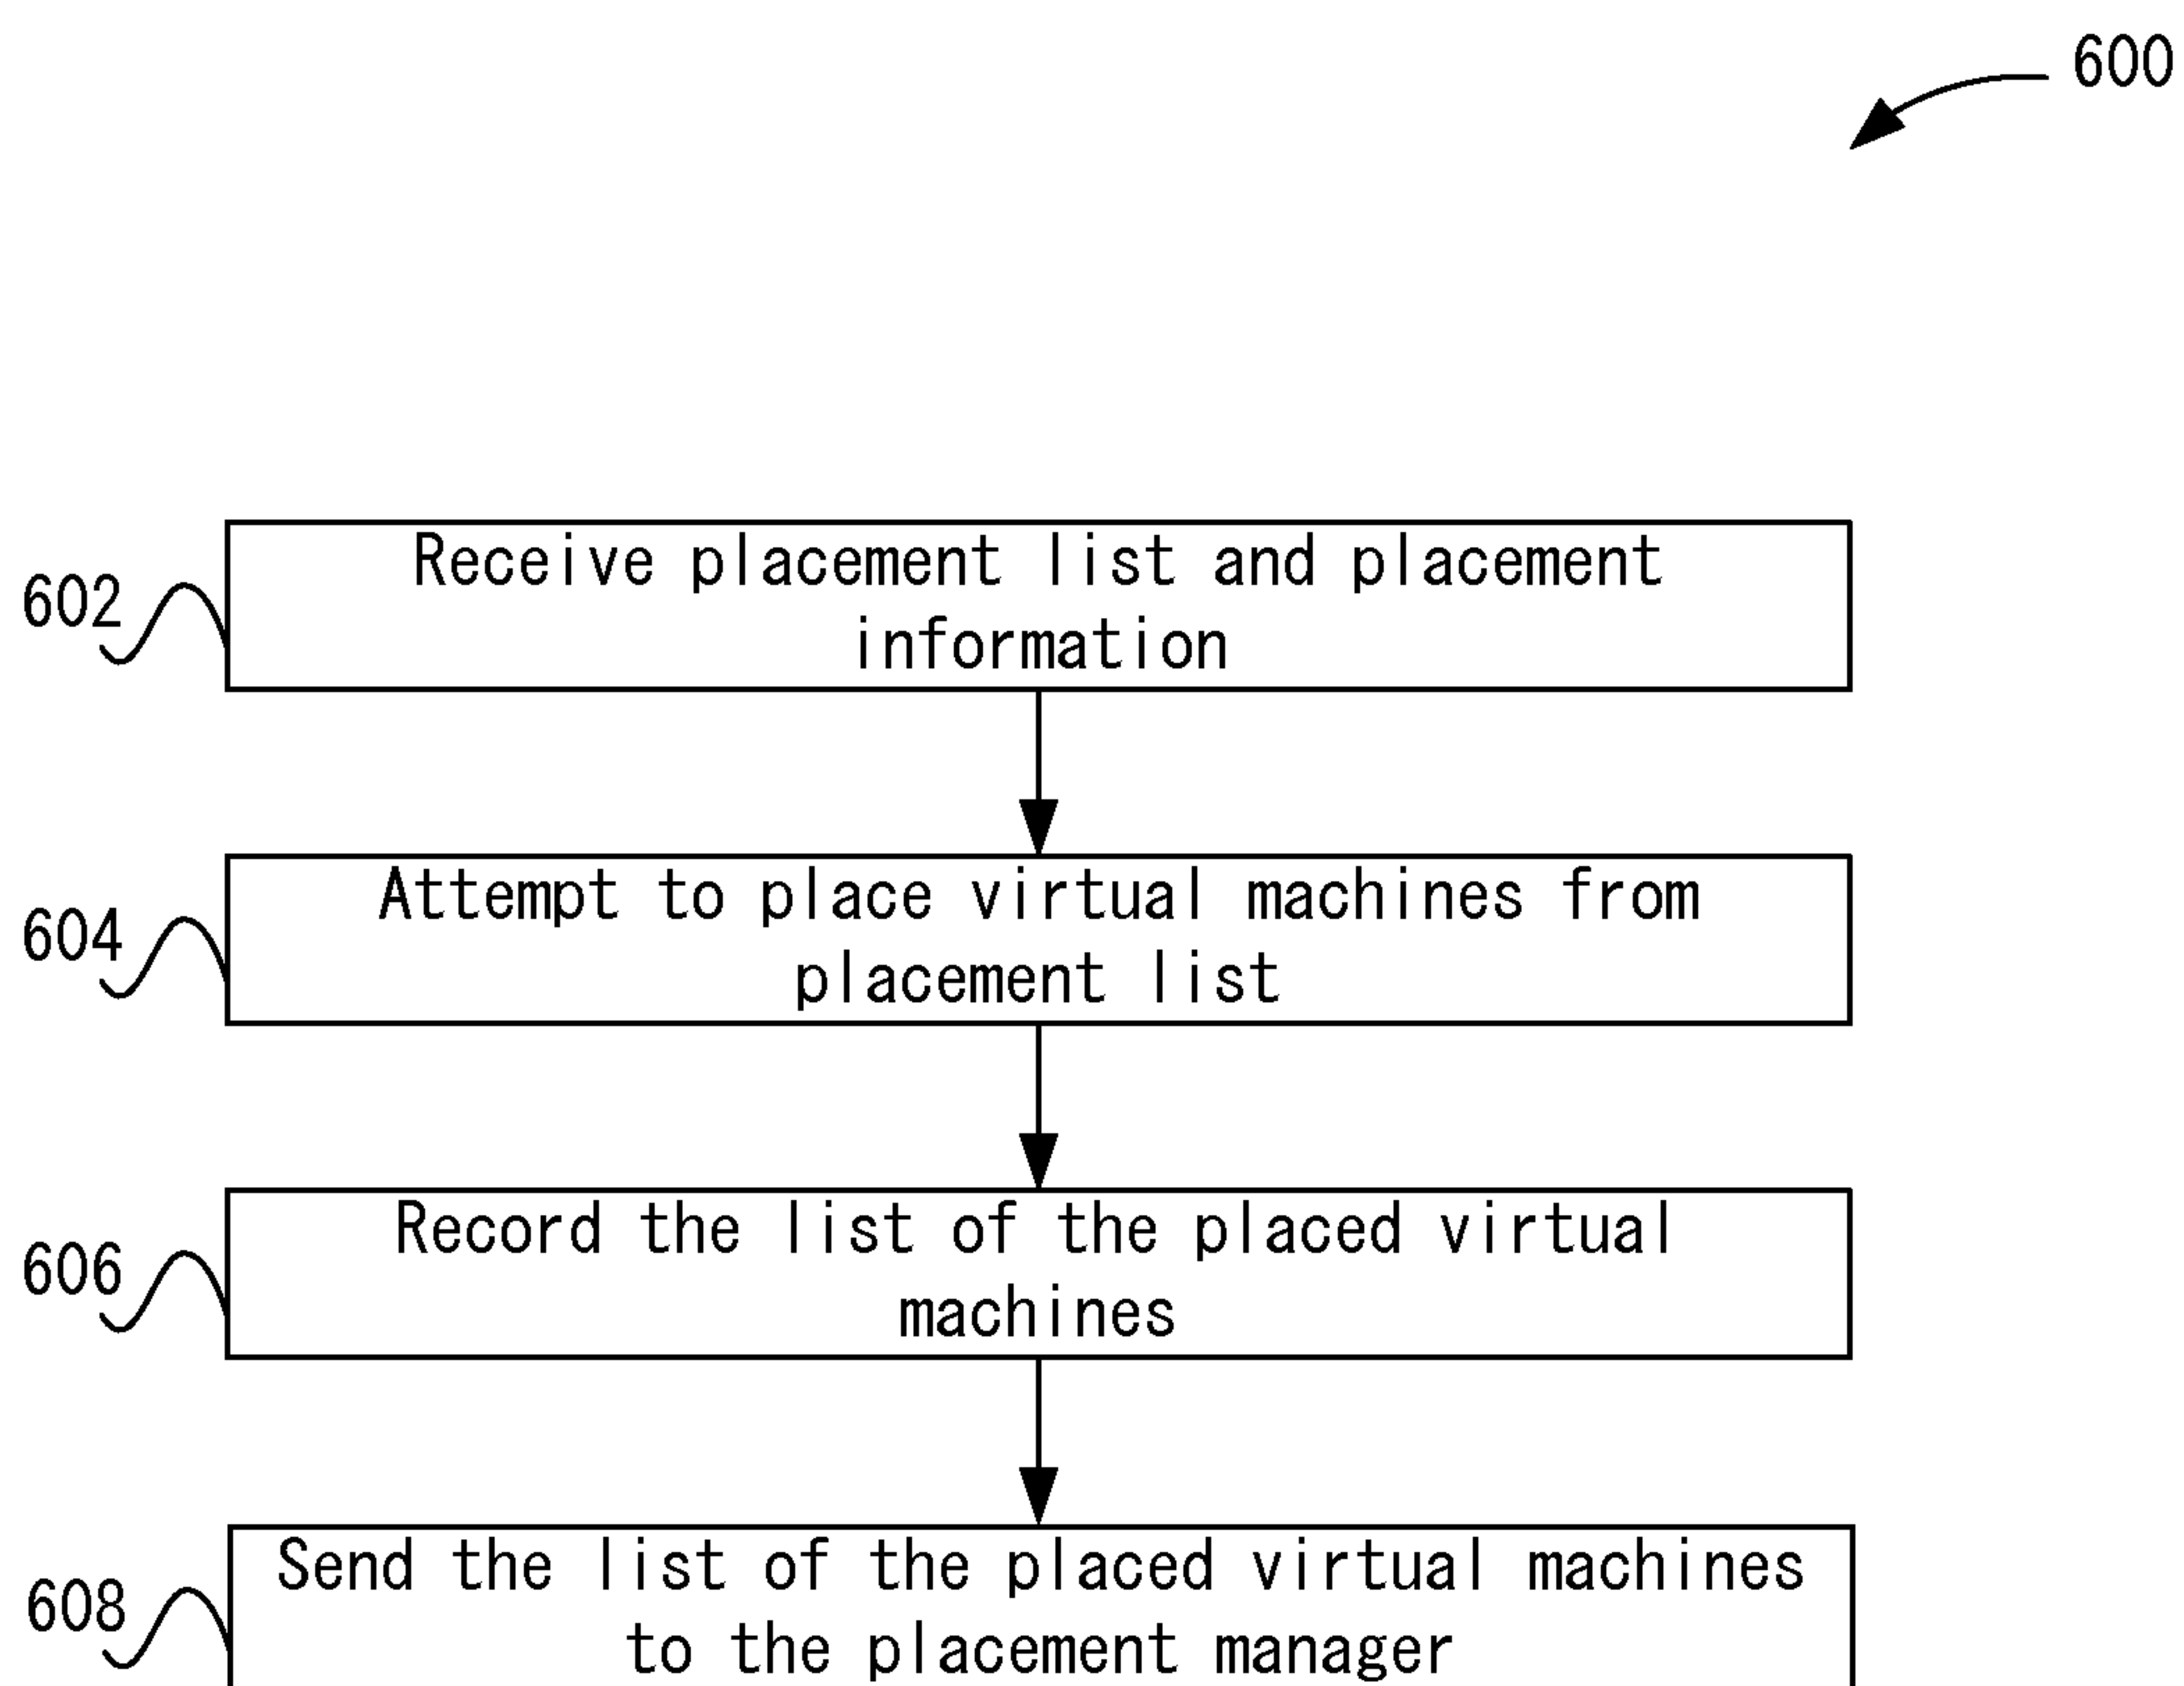 600
Receive placement list and placement
information
602
Attempt to place virtual machines from
placement list
604
Record the list of the placed virtual
machines
606
Send the list of the placed virtual machines
to the placement manager
608